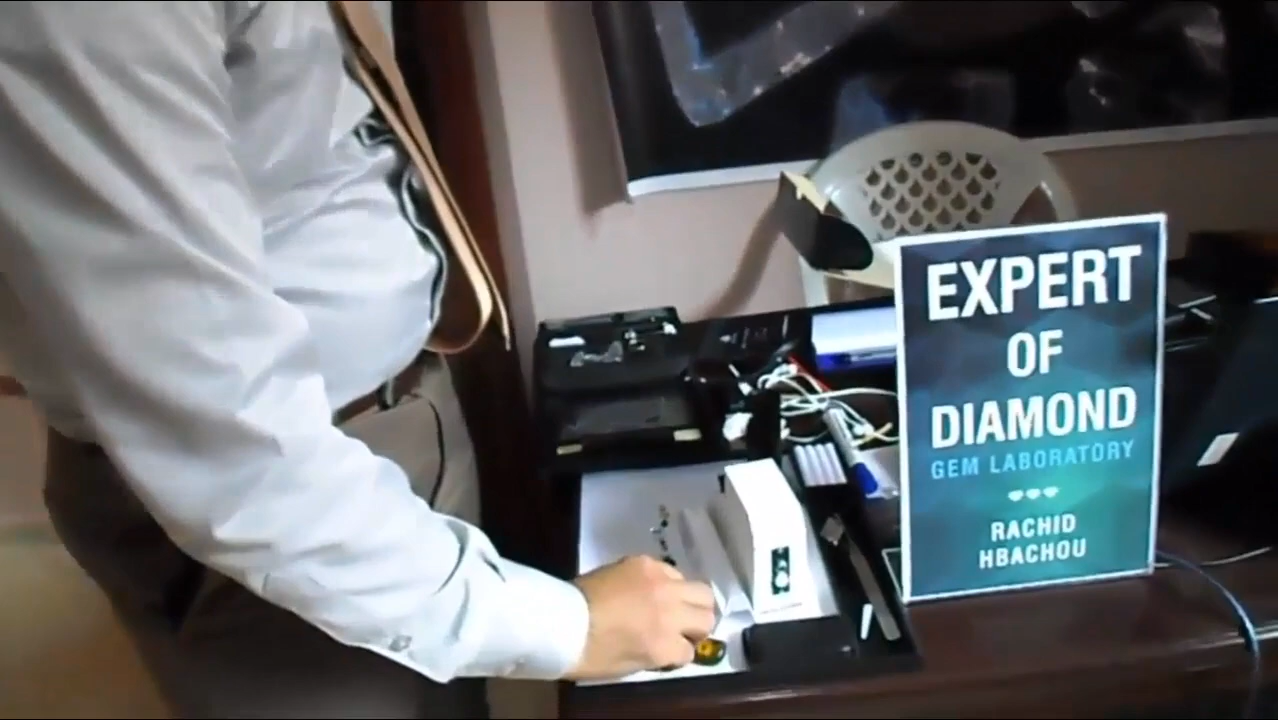 EXPERT
OF
DIAMOND
GEM LABORATORY
RACHID
HBACHOU